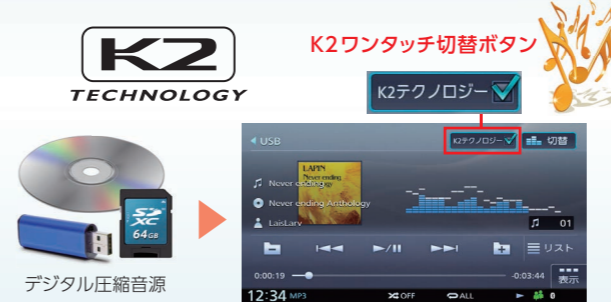 K2
TECHNOLOGY
K2ワンタッチ切替ボタン
K2テクノロジー
USB
K2テクノロジー
切替
LAPIN
Never ending
Never ending
Never ending Anthology
LaisLary
01
リスト
0:00:19
-0:03:44
表示
12:34 MP3
OFF
ALL
0
SD
XC
64GB
デジタル圧縮音源